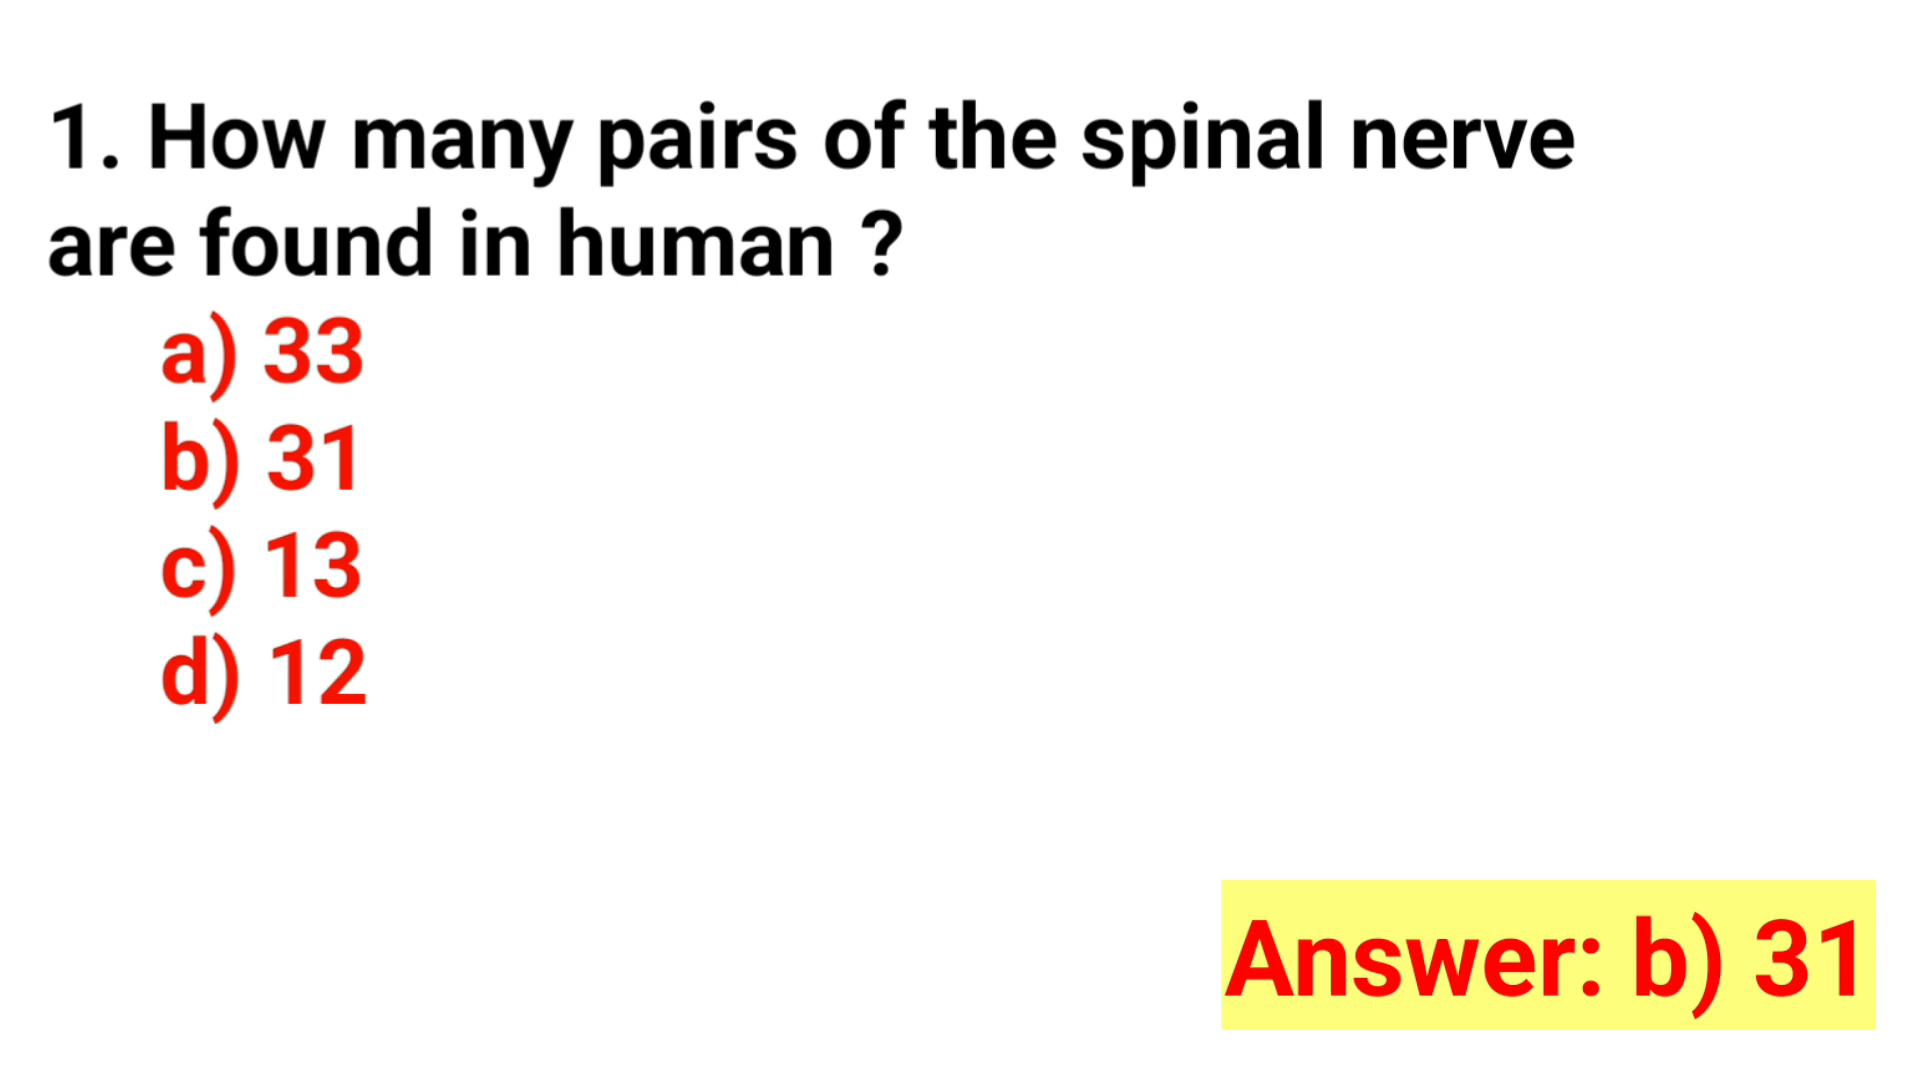 1. How many pairs of the spinal nerve
are found in human ?
a) 33
b) 31
c) 13
d) 12
Answer: b) 31